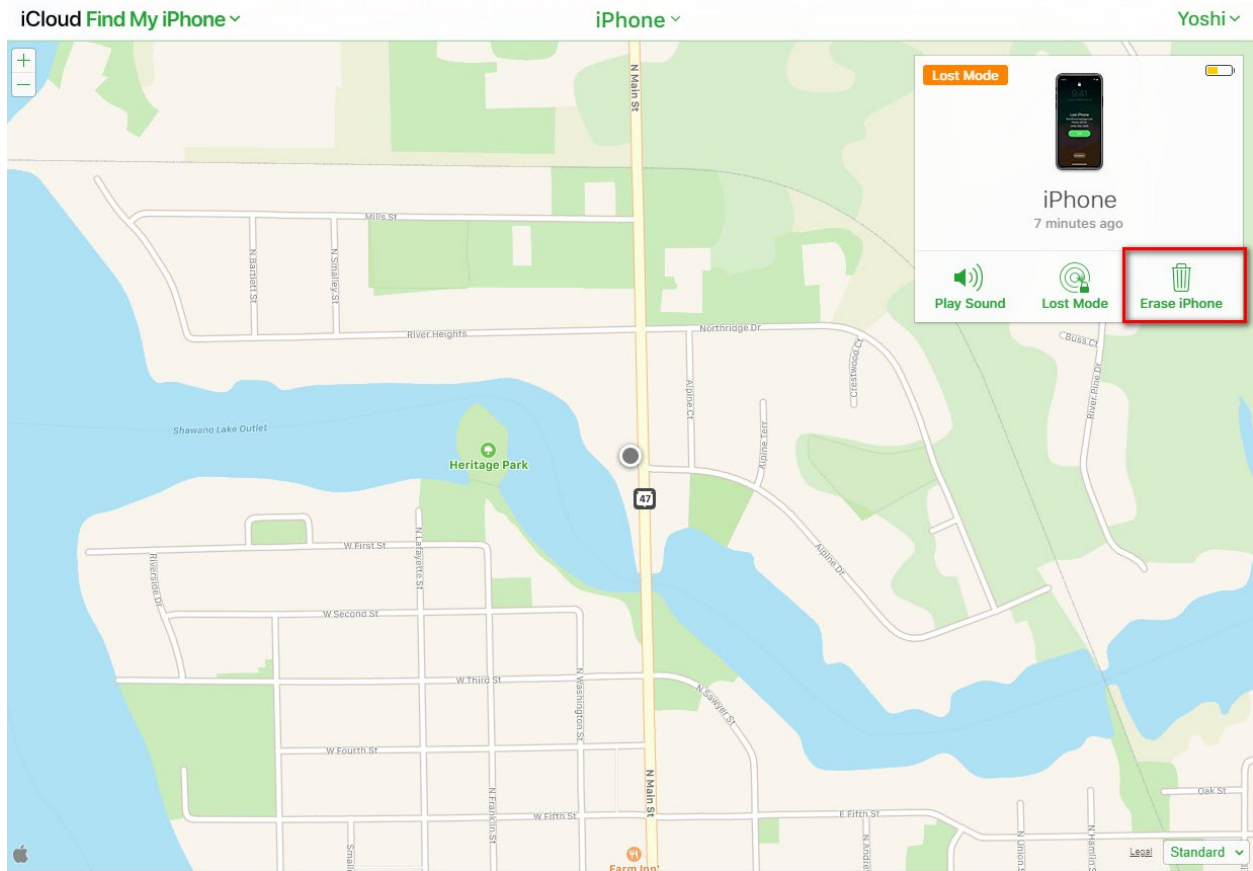 iCloud Find My iPhone
iPhone
Yoshi
+
−
Lost Mode
iPhone
7 minutes ago
Play Sound
Lost Mode
Erase iPhone
N Main St
Mills St
N Bartlett St
N Smalley St
River Heights
Northridge Dr
Buss Ct
Crestwood Ct
River Pine Dr
Alpine Ct
Alpine Terr
Shawano Lake Outlet
Heritage Park
47
W First St
N Lafayette St
Riverside Dr
Alpine Dr
W Second St
W Third St
N Washington St
N Sawyer St
W Fourth St
N Main St
N Franklin St
W Fifth St
E Fifth St
Oak St
Farm Inn'
Legal
Standard